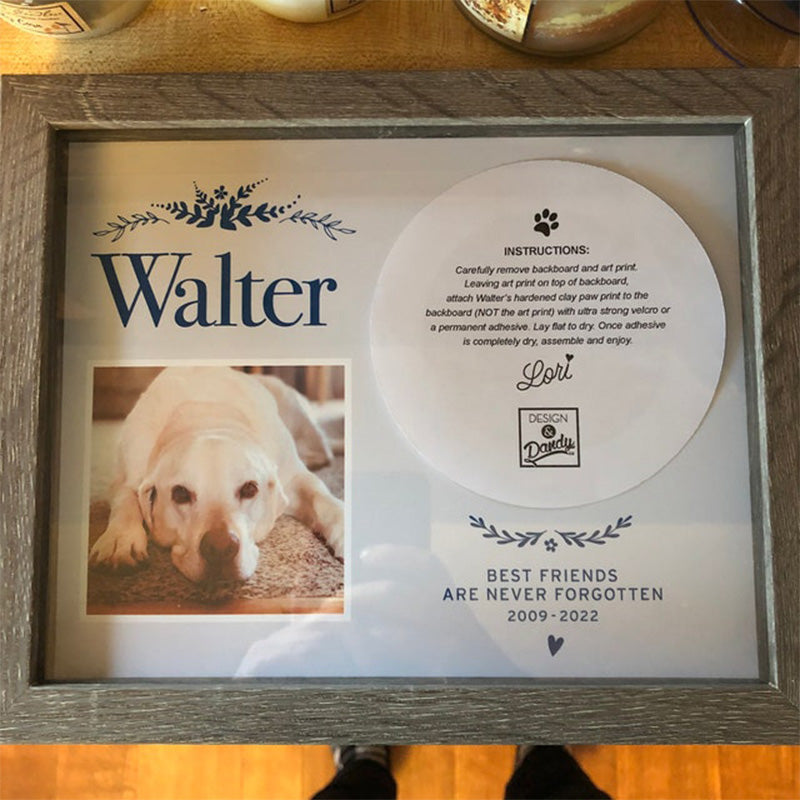 Walter
INSTRUCTIONS:
Carefully remove backboard and art print.
Leaving art print on top of backboard,
attach Walter's hardened clay paw print to the
backboard (NOT the art print) with ultra strong velcro or
a permanent adhesive. Lay flat to dry. Once adhesive
is completely dry, assemble and enjoy.
Lori
DESIGN
&
Dandy
BEST FRIENDS
ARE NEVER FORGOTTEN
2009-2022